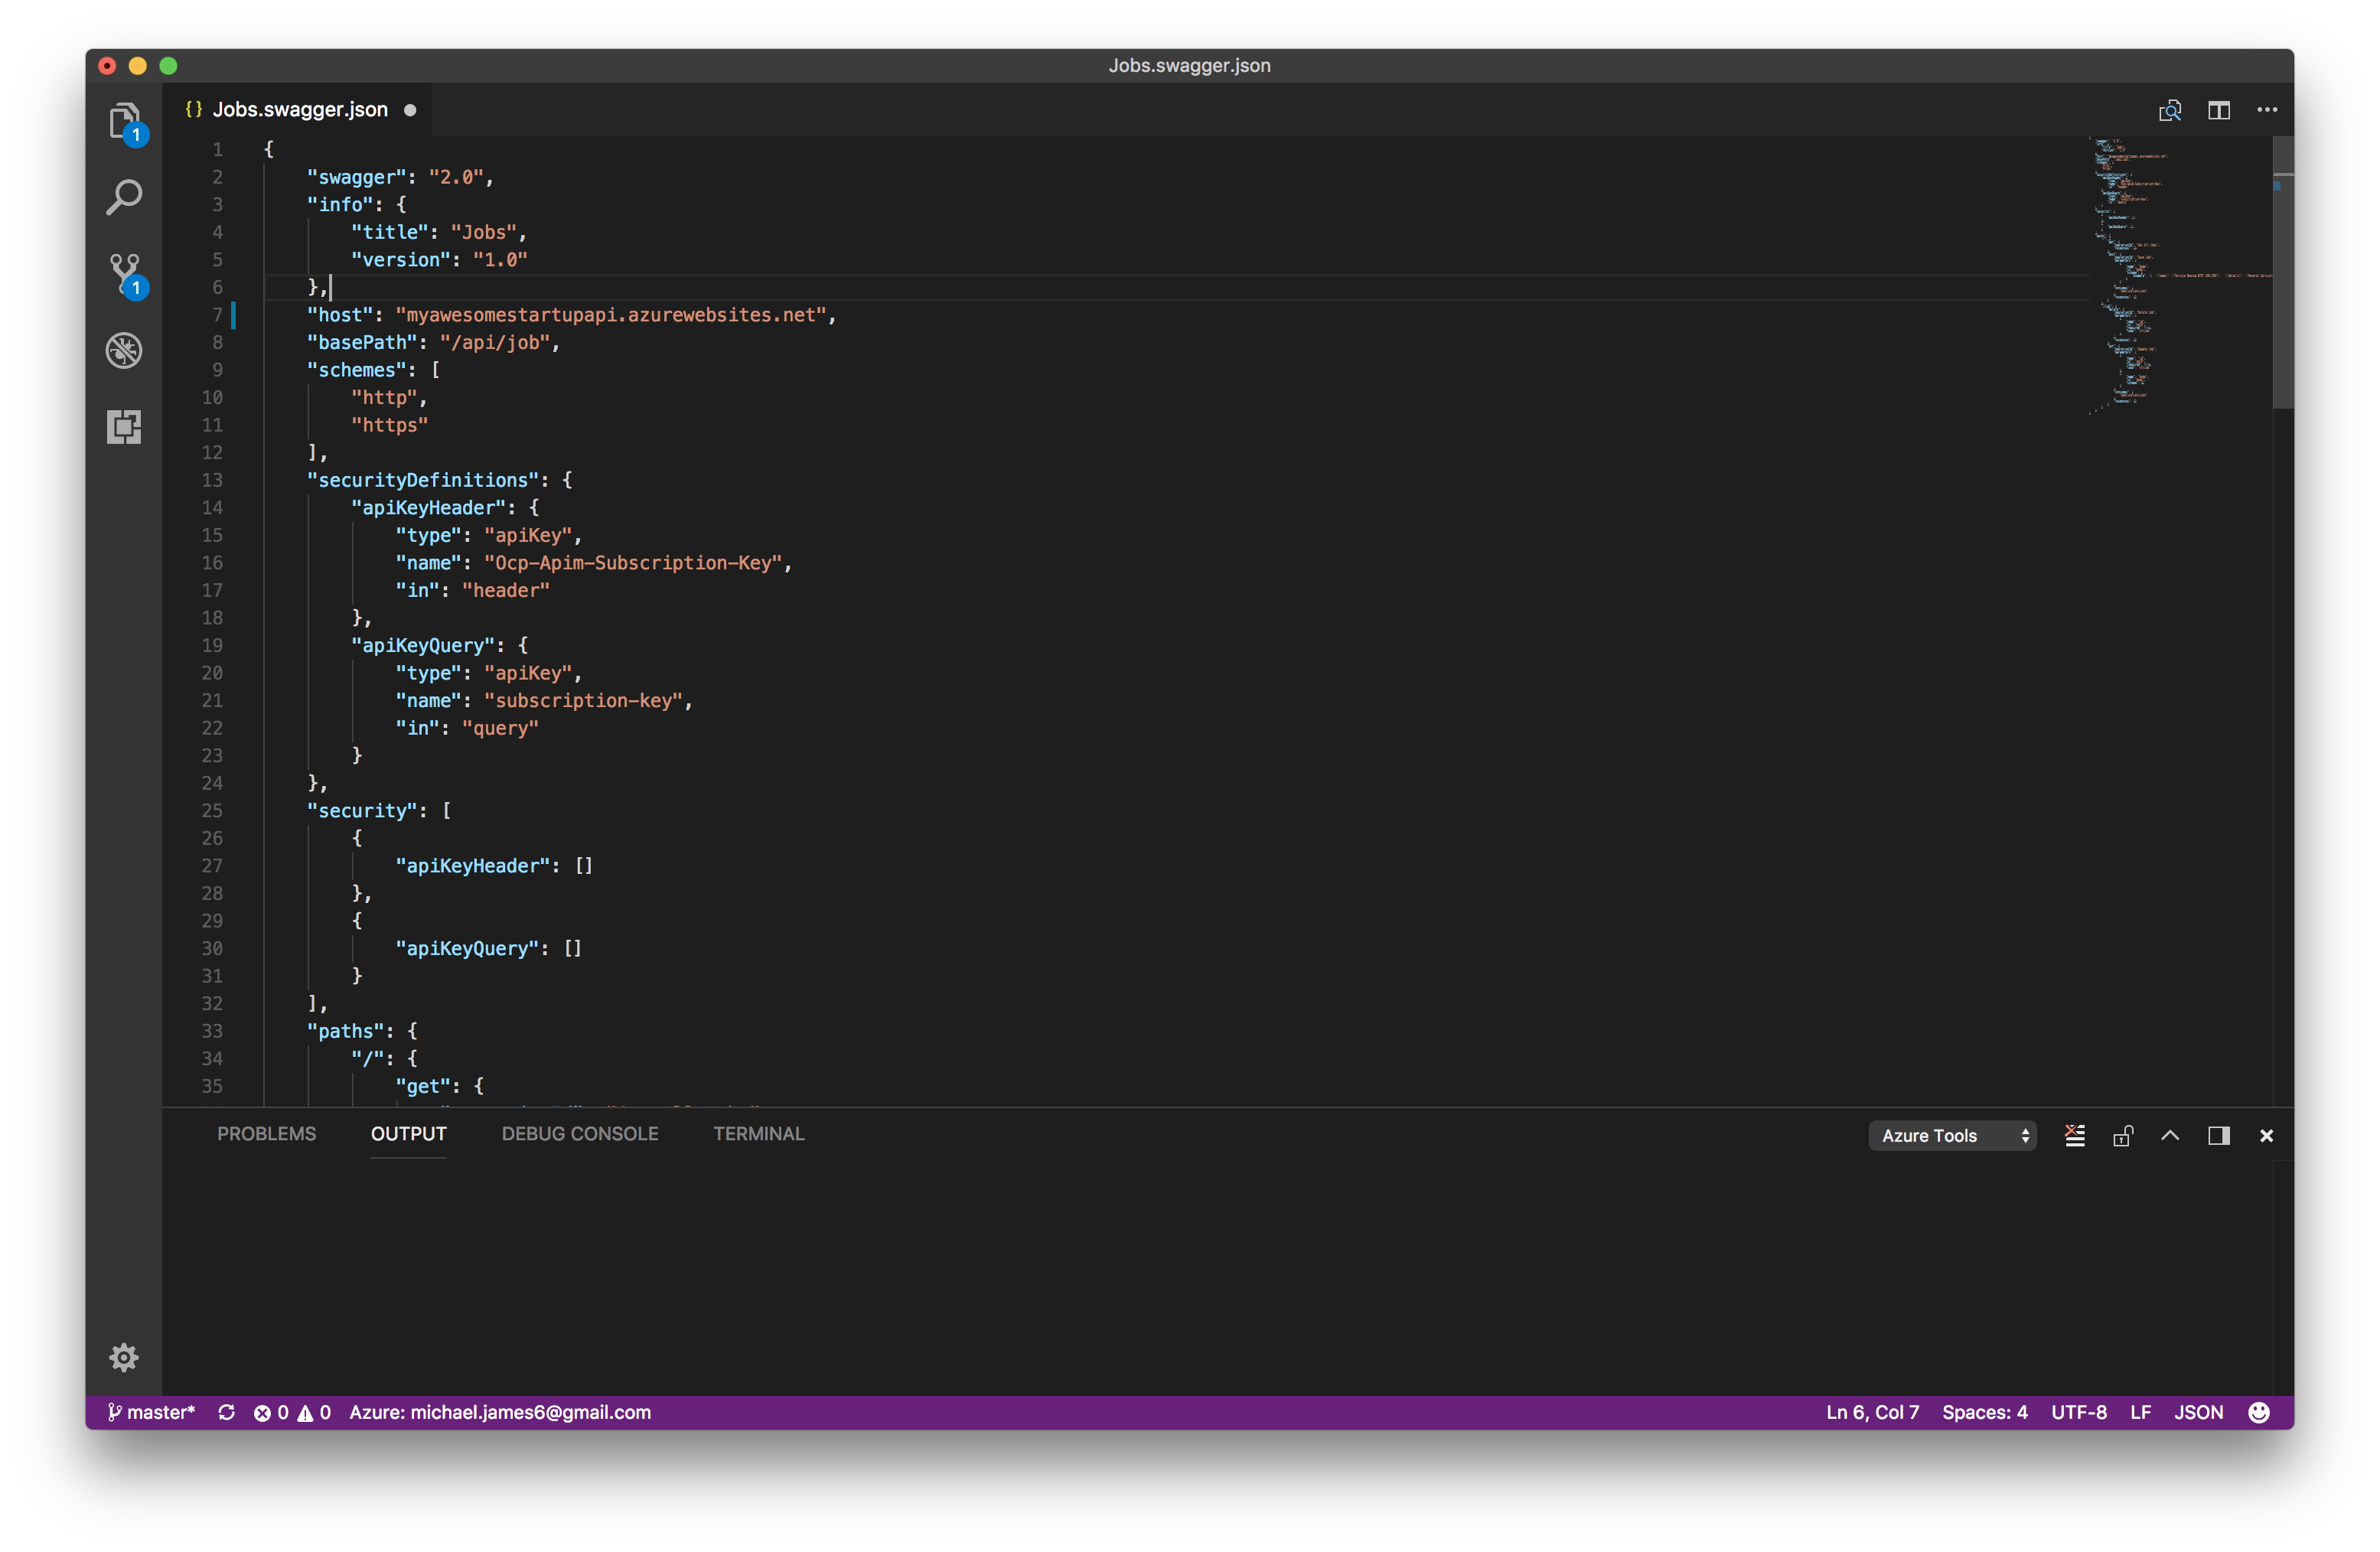 Jobs.swagger.json
{} Jobs.swagger.json
1
1
1 {
2 "swagger": "2.0",
3 "info": {
4 "title": "Jobs",
5 "version": "1.0"
6 },
7 "host": "myawesomestartupapi.azurewebsites.net",
8 "basePath": "/api/job",
9 "schemes": [
10 "http",
11 "https"
12 ],
13 "securityDefinitions": {
14 "apiKeyHeader": {
15 "type": "apiKey",
16 "name": "Ocp-Apim-Subscription-Key",
17 "in": "header"
18 },
19 "apiKeyQuery": {
20 "type": "apiKey",
21 "name": "subscription-key",
22 "in": "query"
23 }
24 },
25 "security": [
26 {
27 "apiKeyHeader": []
28 },
29 {
30 "apiKeyQuery": []
31 }
32 ],
33 "paths": {
34 "/": {
35 "get": {
PROBLEMS OUTPUT DEBUG CONSOLE TERMINAL Azure Tools
master* 0 0 Azure: michael.james6@gmail.com Ln 6, Col 7 Spaces: 4 UTF-8 LF JSON